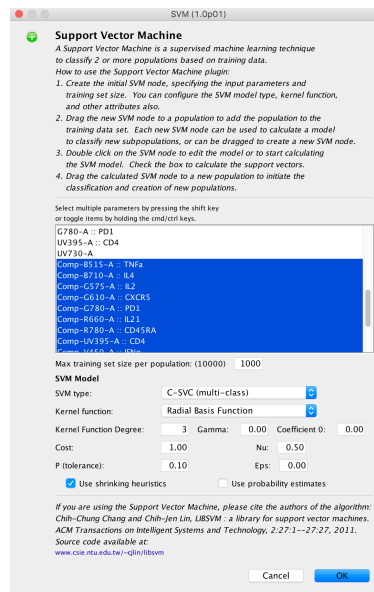 SVM (1.0p01)
Support Vector Machine
A Support Vector Machine is a supervised machine learning technique
to classify 2 or more populations based on training data.
How to use the Support Vector Machine plugin:
1. Create the initial SVM node, specifying the input parameters and
training set size. You can configure the SVM model type, kernel function,
and other attributes also.
2. Drag the new SVM node to a population to add the population to the
training data set. Each new SVM node can be used to calculate a model
to classify new subpopulations, or can be dragged to create a new SVM node.
3. Double click on the SVM node to edit the model or to start calculating
the SVM model. Check the box to calculate the support vectors.
4. Drag the calculated SVM node to a new population to initiate the
classification and creation of new populations.
Select multiple parameters by pressing the shift key
or toggle items by holding the cmd/ctrl keys.
G780-A :: PD1
UV395-A :: CD4
UV730-A
Comp-B515-A :: TNFa
Comp-B710-A :: IL4
Comp-G575-A :: IL2
Comp-G610-A :: CXCR5
Comp-G780-A :: PD1
Comp-R660-A :: IL21
Comp-R780-A :: CD45RA
Comp-UV395-A :: CD4
Comp-V450-A :: IFNg
Max training set size per population: (10000) 1000
SVM Model
SVM type: C-SVC (multi-class)
Kernel function: Radial Basis Function
Kernel Function Degree: 3 Gamma: 0.00 Coefficient 0: 0.00
Cost: 1.00 Nu: 0.50
P (tolerance): 0.10 Eps: 0.00
Use shrinking heuristics Use probability estimates
If you are using the Support Vector Machine, please cite the authors of the algorithm:
Chih-Chung Chang and Chih-Jen Lin, LIBSVM : a library for support vector machines.
ACM Transactions on Intelligent Systems and Technology, 2:27:1--27:27, 2011.
Source code available at:
www.csie.ntu.edu.tw/~cjlin/libsvm
Cancel OK